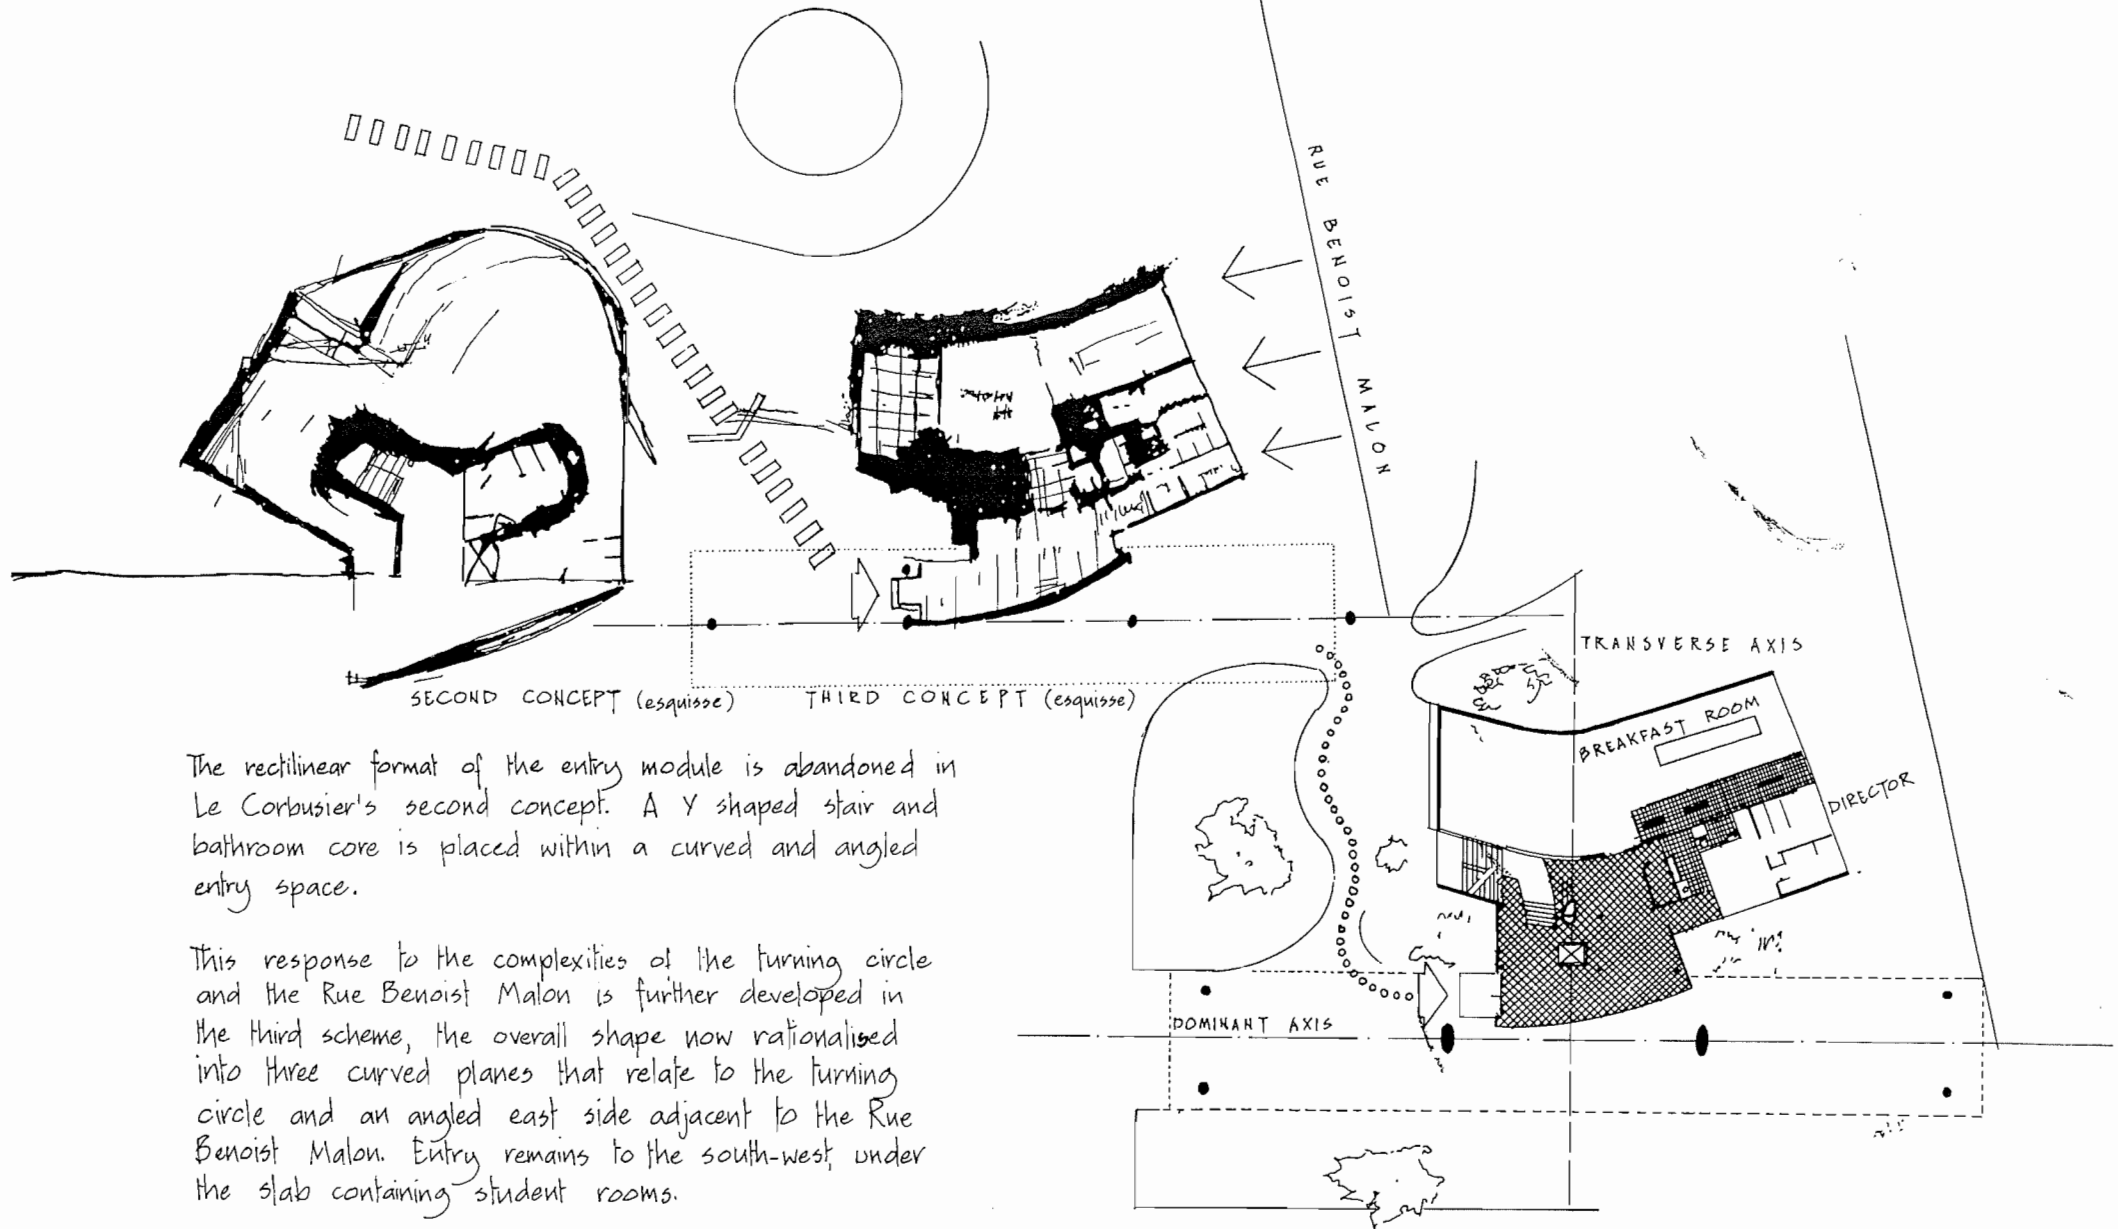 RUE BENOIST MALON
TRANSVERSE AXIS
SECOND CONCEPT (esquisse)
THIRD CONCEPT (esquisse)
BREAKFAST ROOM
DIRECTOR
DOMINANT AXIS
The rectilinear format of the entry module is abandoned in
Le Corbusier's second concept. A Y shaped stair and
bathroom core is placed within a curved and angled
entry space.
This response to the complexities of the turning circle
and the Rue Benoist Malon is further developed in
the third scheme, the overall shape now rationalised
into three curved planes that relate to the turning
circle and an angled east side adjacent to the Rue
Benoist Malon. Entry remains to the south-west, under
the slab containing student rooms.